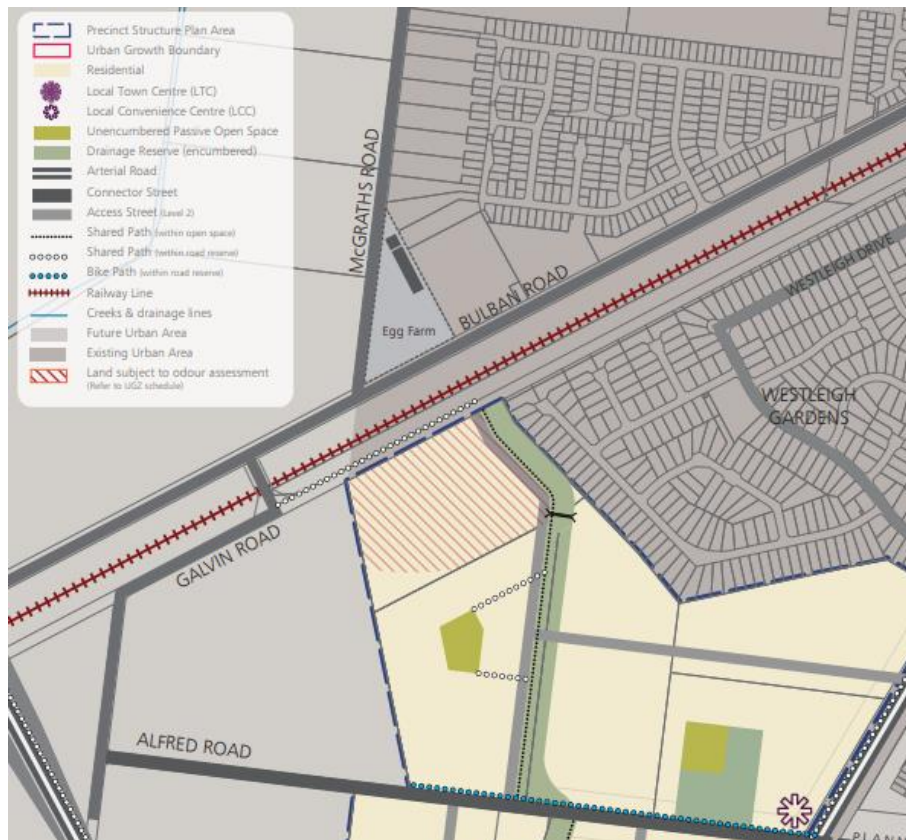 Precinct Structure Plan Area
Urban Growth Boundary
Residential
Local Town Centre (LTC)
Local Convenience Centre (LCC)
Unencumbered Passive Open Space
Drainage Reserve (encumbered)
Arterial Road
Connector Street
Access Street (Level 2)
Shared Path (within open space)
Shared Path (within road reserve)
Bike Path (within road reserve)
Railway Line
Creeks & drainage lines
Future Urban Area
Existing Urban Area
Land subject to odour assessment
(Refer to UGZ schedule)
McGRATHS ROAD
BULBAN ROAD
Egg Farm
WESTLEIGH DRIVE
WESTLEIGH
GARDENS
GALVIN ROAD
ALFRED ROAD
PLANN